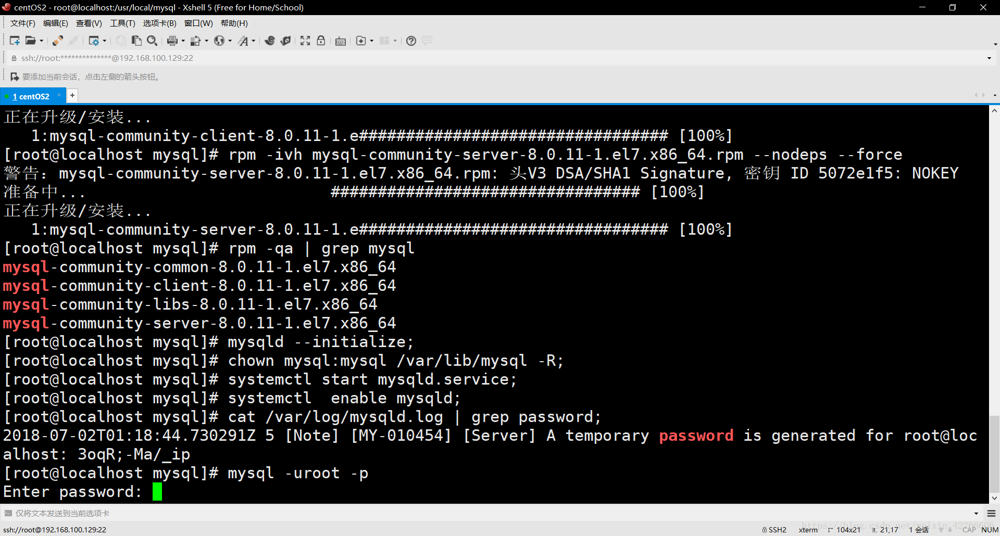 centOS2 - root@localhost:/usr/local/mysql - Xshell 5 (Free for Home/School)
文件(F) 编辑(E) 查看(V) 工具(T) 选项卡(B) 窗口(W) 帮助(H)
ssh://root:**************@192.168.100.129:22
要添加当前会话，点击左侧的箭头按钮。
1 centOS2 × +
正在升级/安装...
   1:mysql-community-client-8.0.11-1.e################################# [100%]
[root@localhost mysql]# rpm -ivh mysql-community-server-8.0.11-1.el7.x86_64.rpm --nodeps --force
警告：mysql-community-server-8.0.11-1.el7.x86_64.rpm: 头V3 DSA/SHA1 Signature, 密钥 ID 5072e1f5: NOKEY
准备中...                          ################################# [100%]
正在升级/安装...
   1:mysql-community-server-8.0.11-1.e################################# [100%]
[root@localhost mysql]# rpm -qa | grep mysql
mysql-community-common-8.0.11-1.el7.x86_64
mysql-community-client-8.0.11-1.el7.x86_64
mysql-community-libs-8.0.11-1.el7.x86_64
mysql-community-server-8.0.11-1.el7.x86_64
[root@localhost mysql]# mysqld --initialize;
[root@localhost mysql]# chown mysql:mysql /var/lib/mysql -R;
[root@localhost mysql]# systemctl start mysqld.service;
[root@localhost mysql]# systemctl  enable mysqld;
[root@localhost mysql]# cat /var/log/mysqld.log | grep password;
2018-07-02T01:18:44.730291Z 5 [Note] [MY-010454] [Server] A temporary password is generated for root@loc
alhost: 3oqR;-Ma/_ip
[root@localhost mysql]# mysql -uroot -p
Enter password:
仅将文本发送到当前选项卡
https://blog.csdn.net/weixin_42266606
ssh://root@192.168.100.129:22 SSH2 xterm 104x21 21,17 1 会话 CAP NUM